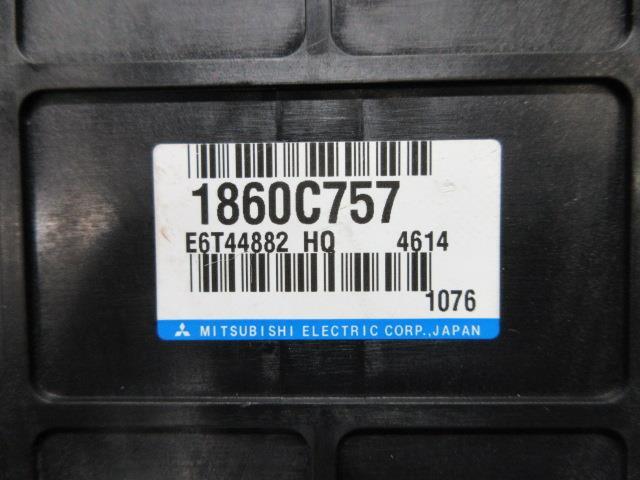 1860C757
E6T44882 HQ 4614
1076
MITSUBISHI ELECTRIC CORP.,JAPAN